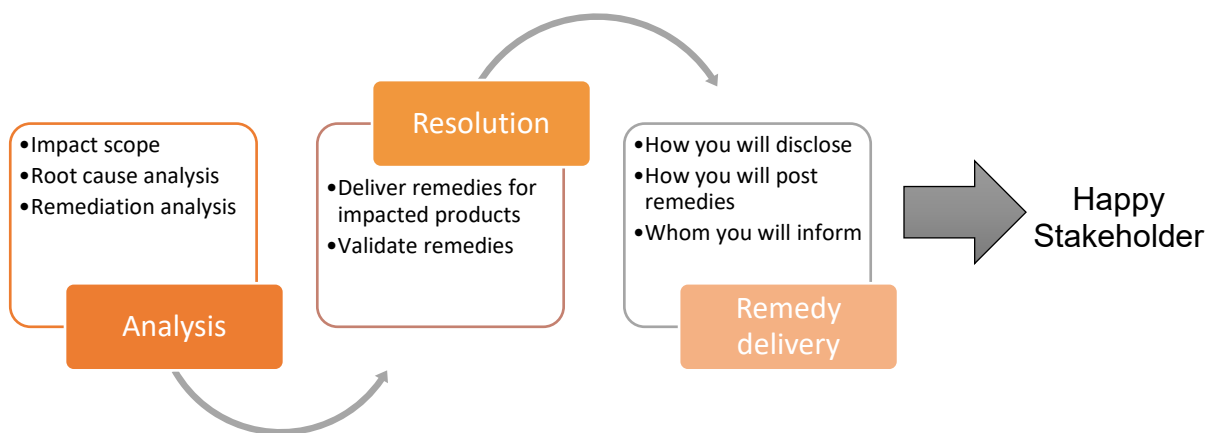 •Impact scope
•Root cause analysis
•Remediation analysis
Analysis
Resolution
•Deliver remedies for
impacted products
•Validate remedies
•How you will disclose
•How you will post
remedies
•Whom you will inform
Remedy
delivery
Happy
Stakeholder